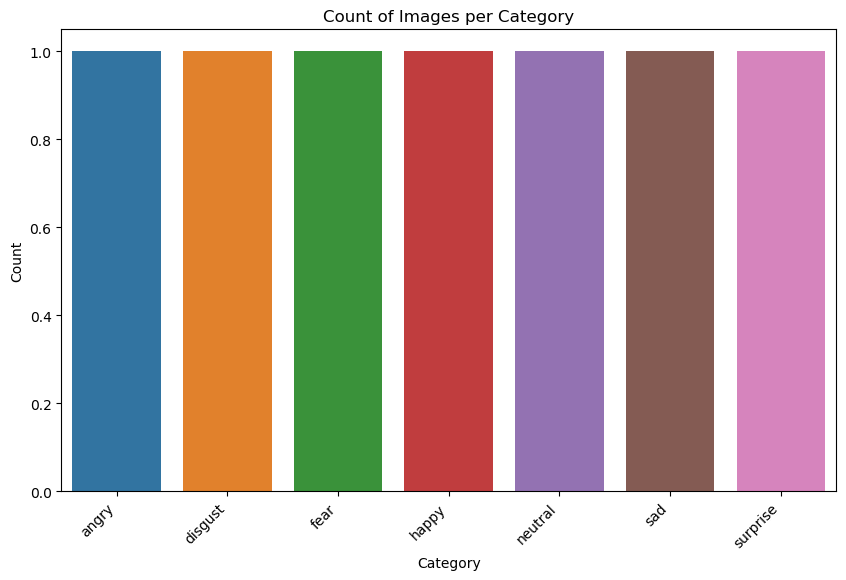 Count of Images per Category
Count
1.0
0.8
0.6
0.4
0.2
0.0
angry
disgust
fear
happy
neutral
sad
surprise
Category